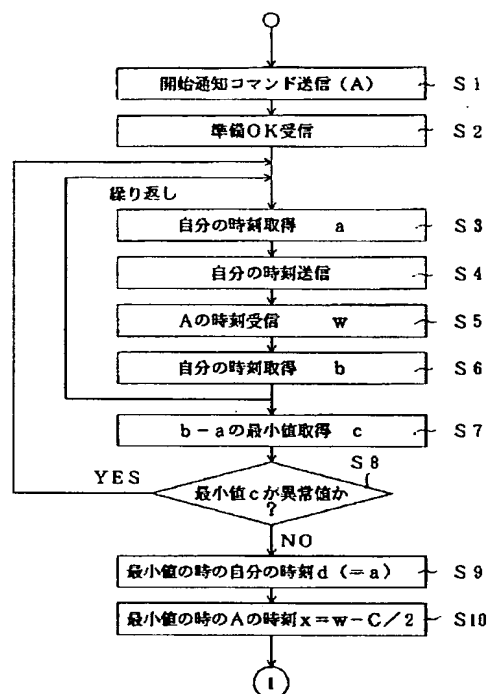 開始通知コマンド送信(A) S1
準備OK受信 S2
繰り返し
自分の時刻取得 a S3
自分の時刻送信 S4
Aの時刻受信 w S5
自分の時刻取得 b S6
b-aの最小値取得 c S7
S8
YES
最小値cが異常値か
?
NO
最小値の時の自分の時刻d(=a) S9
最小値の時のAの時刻x=w-C/2 S10
1